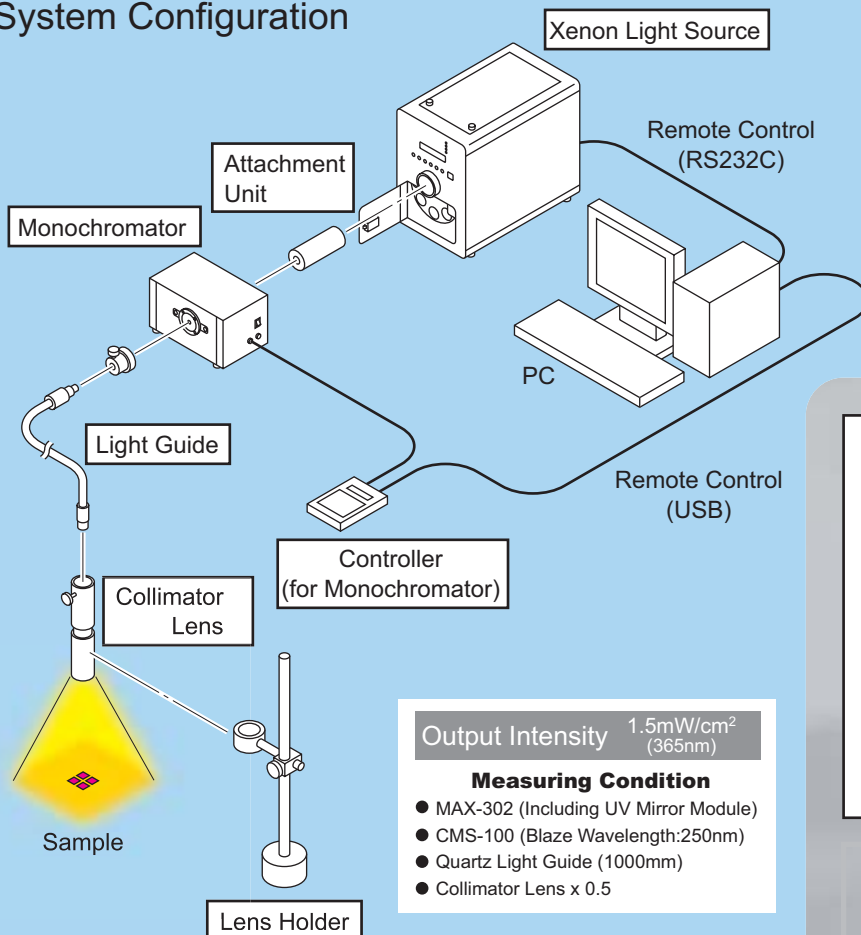 System Configuration
Xenon Light Source
Remote Control
(RS232C)
Attachment
Unit
Monochromator
PC
Light Guide
Remote Control
(USB)
Controller
(for Monochromator)
Collimator
Lens
Output Intensity 1.5mW/cm²
(365nm)
Measuring Condition
● MAX-302 (Including UV Mirror Module)
● CMS-100 (Blaze Wavelength:250nm)
● Quartz Light Guide (1000mm)
● Collimator Lens x 0.5
Sample
Lens Holder